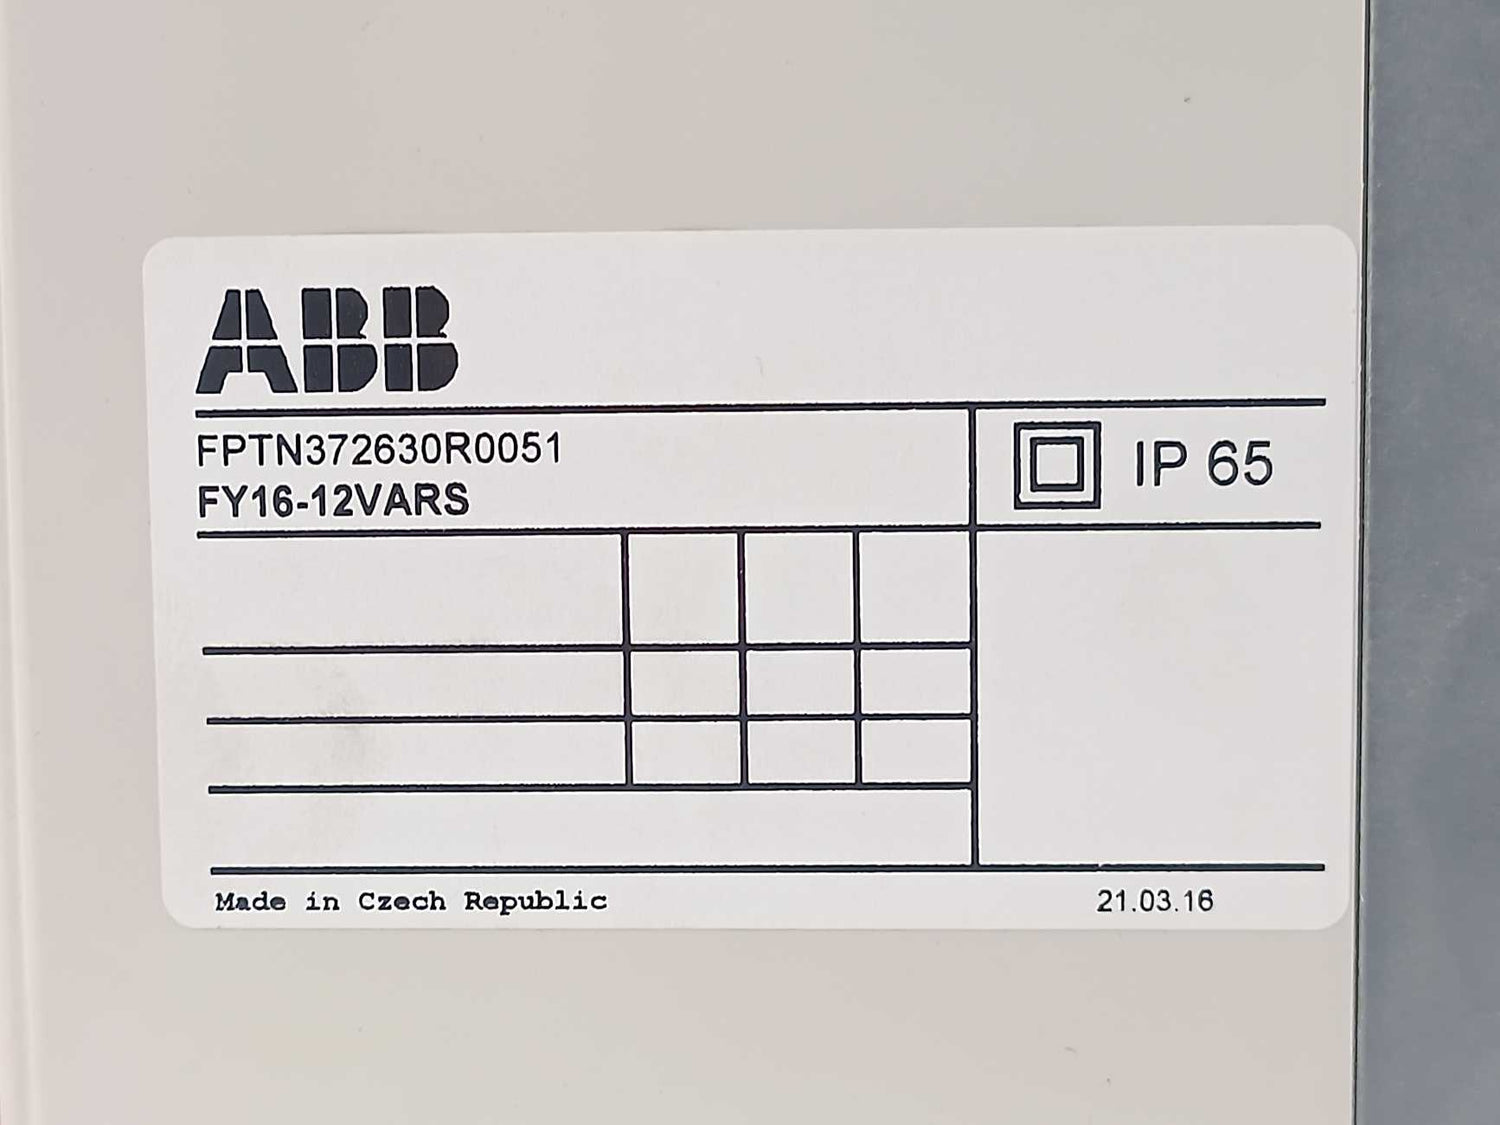 ABB
FPTN372630R0051
FY16-12VARS
IP 65
Made in Czech Republic
21.03.16